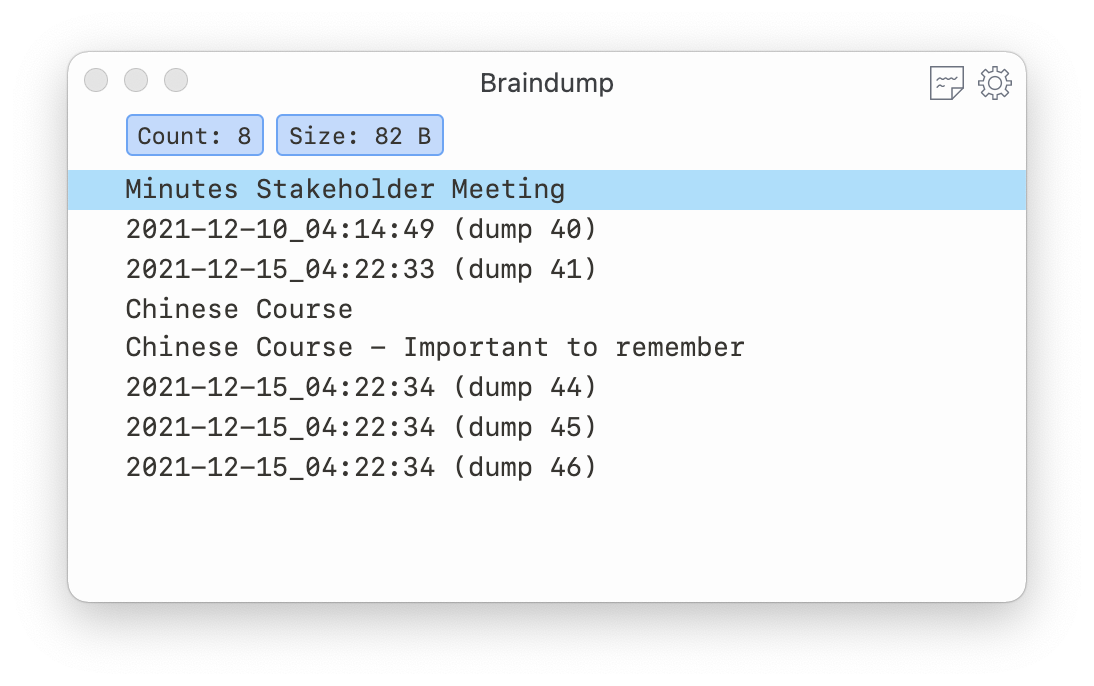 Braindump
Count: 8 Size: 82 B
Minutes Stakeholder Meeting
2021-12-10_04:14:49 (dump 40)
2021-12-15_04:22:33 (dump 41)
Chinese Course
Chinese Course - Important to remember
2021-12-15_04:22:34 (dump 44)
2021-12-15_04:22:34 (dump 45)
2021-12-15_04:22:34 (dump 46)